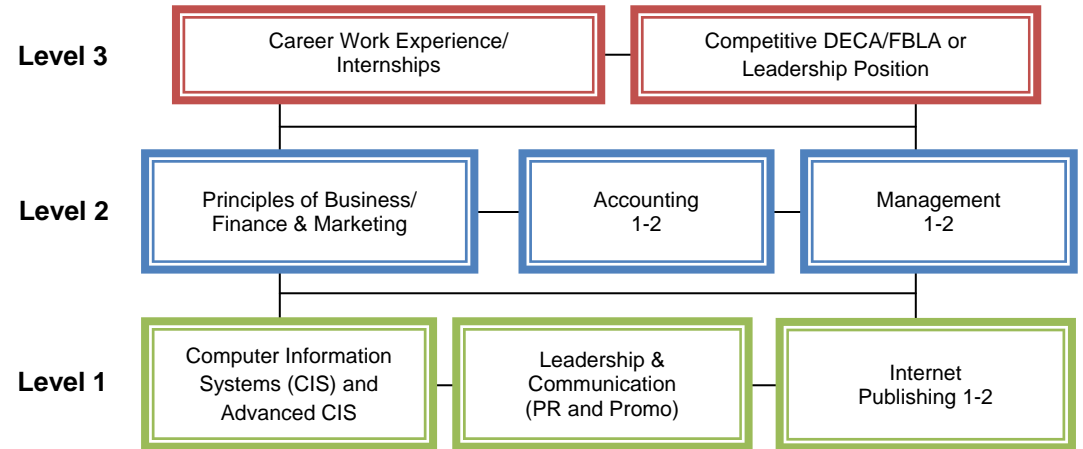 Level 3
Career Work Experience/
Internships
Competitive DECA/FBLA or
Leadership Position
Level 2
Principles of Business/
Finance & Marketing
Accounting
1-2
Management
1-2
Level 1
Computer Information
Systems (CIS) and
Advanced CIS
Leadership &
Communication
(PR and Promo)
Internet
Publishing 1-2